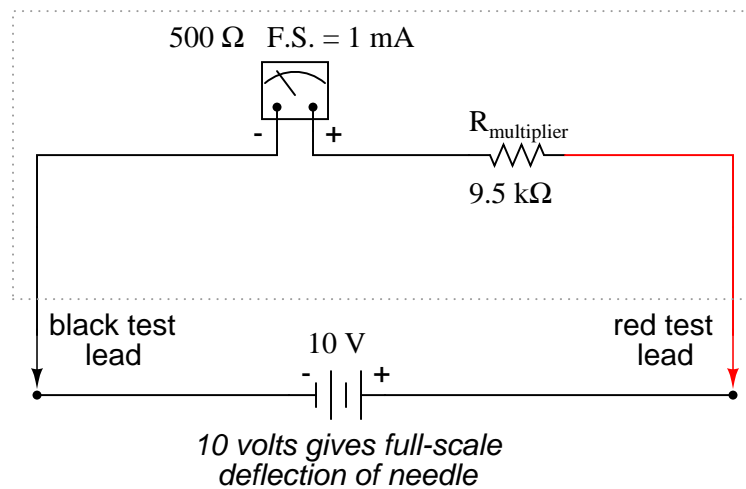 500 Ω F.S. = 1 mA
- +
Rmultiplier
9.5 kΩ
black test
lead
red test
lead
10 V
- +
10 volts gives full-scale
deflection of needle